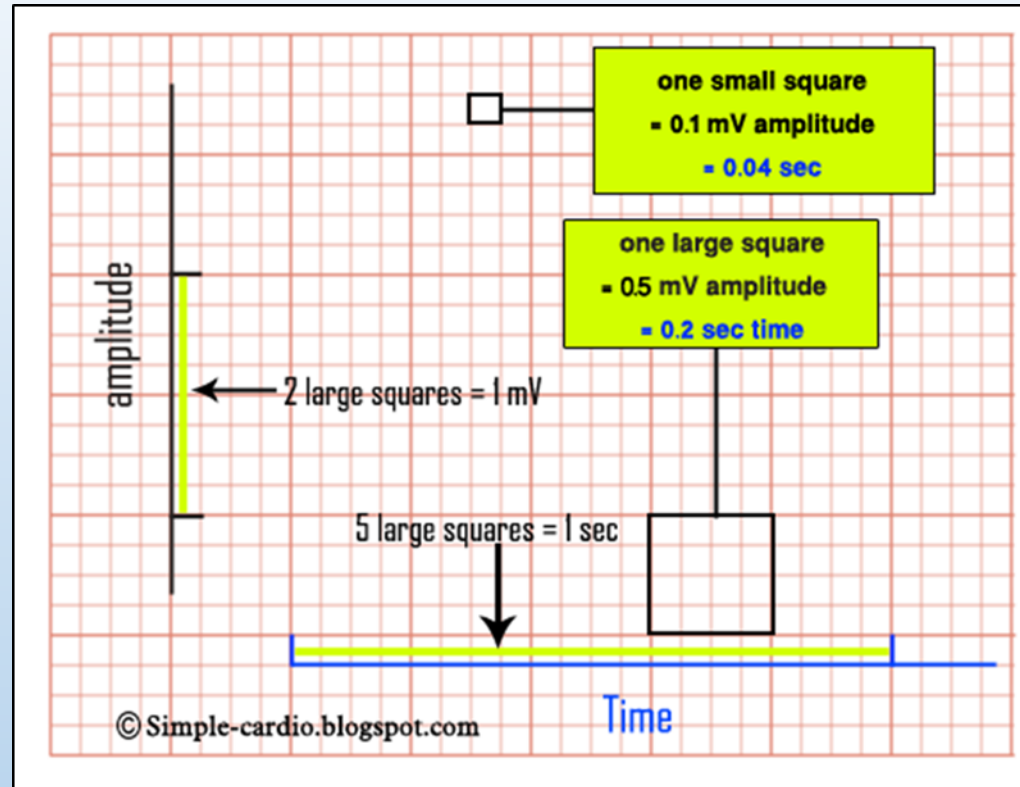 one small square
= 0.1 mV amplitude
= 0.04 sec
one large square
= 0.5 mV amplitude
= 0.2 sec time
amplitude
2 large squares = 1 mV
5 large squares = 1 sec
Time
© Simple-cardio.blogspot.com